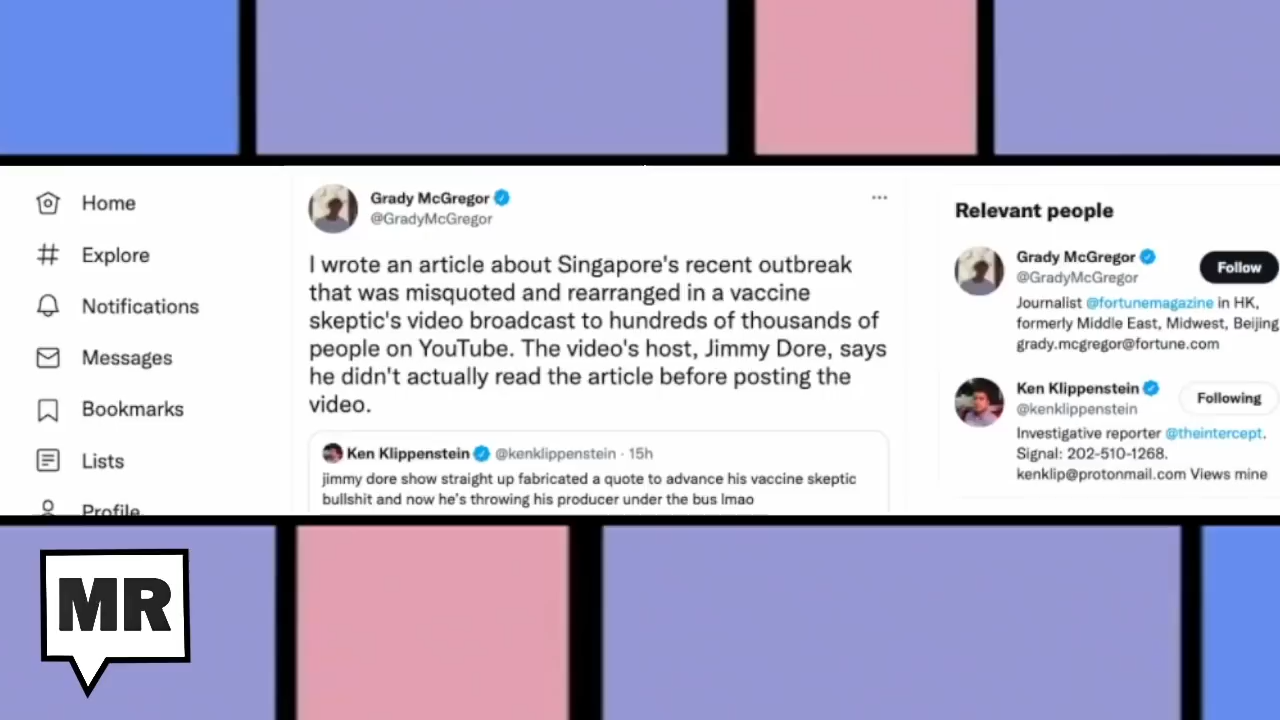 Home
Explore
Notifications
Messages
Bookmarks
Lists
Profile
Grady McGregor
@GradyMcGregor
I wrote an article about Singapore's recent outbreak
that was misquoted and rearranged in a vaccine
skeptic's video broadcast to hundreds of thousands of
people on YouTube. The video's host, Jimmy Dore, says
he didn't actually read the article before posting the
video.
Ken Klippenstein @kenklippenstein · 15h
jimmy dore show straight up fabricated a quote to advance his vaccine skeptic
bullshit and now he's throwing his producer under the bus lmao
Relevant people
Grady McGregor
@GradyMcGregor
Follow
Journalist @fortunemagazine in HK,
formerly Middle East, Midwest, Beijing
grady.mcgregor@fortune.com
Ken Klippenstein
@kenklippenstein
Following
Investigative reporter @theintercept.
Signal: 202-510-1268.
kenklip@protonmail.com Views mine
MR